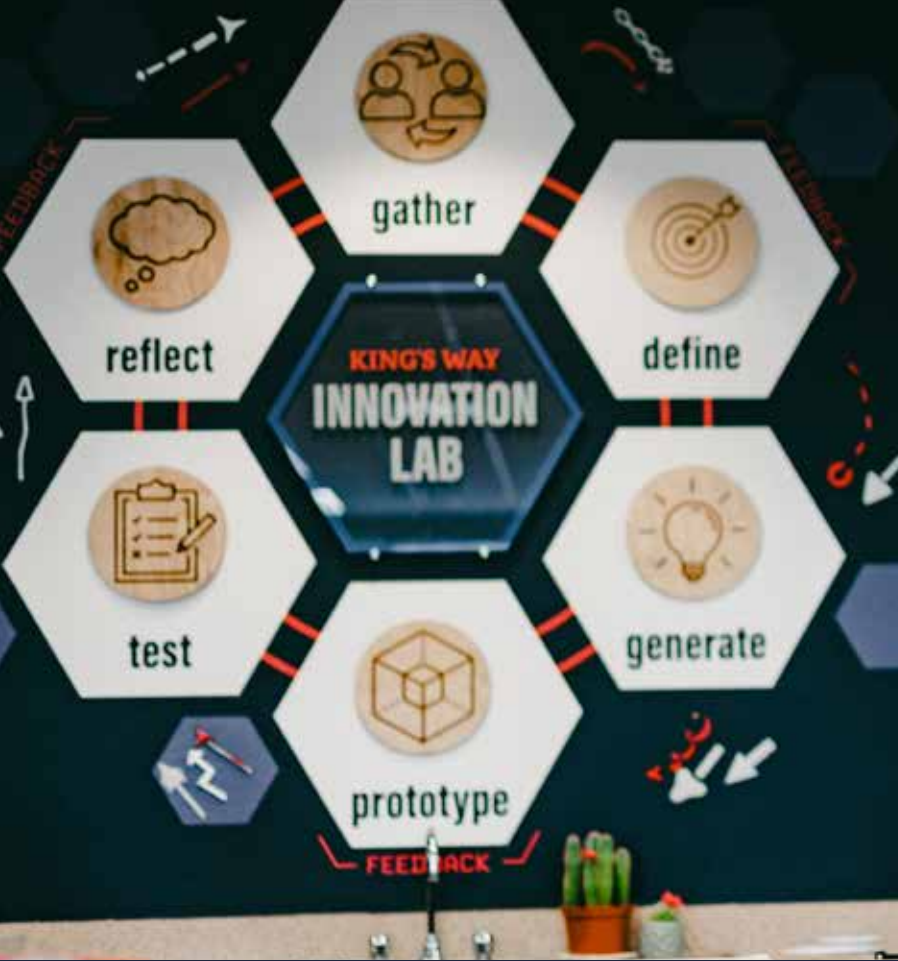 gather
FEEDBACK
reflect
define
FEEDBACK
KING'S WAY
INNOVATION
LAB
test
generate
prototype
FEEDBACK